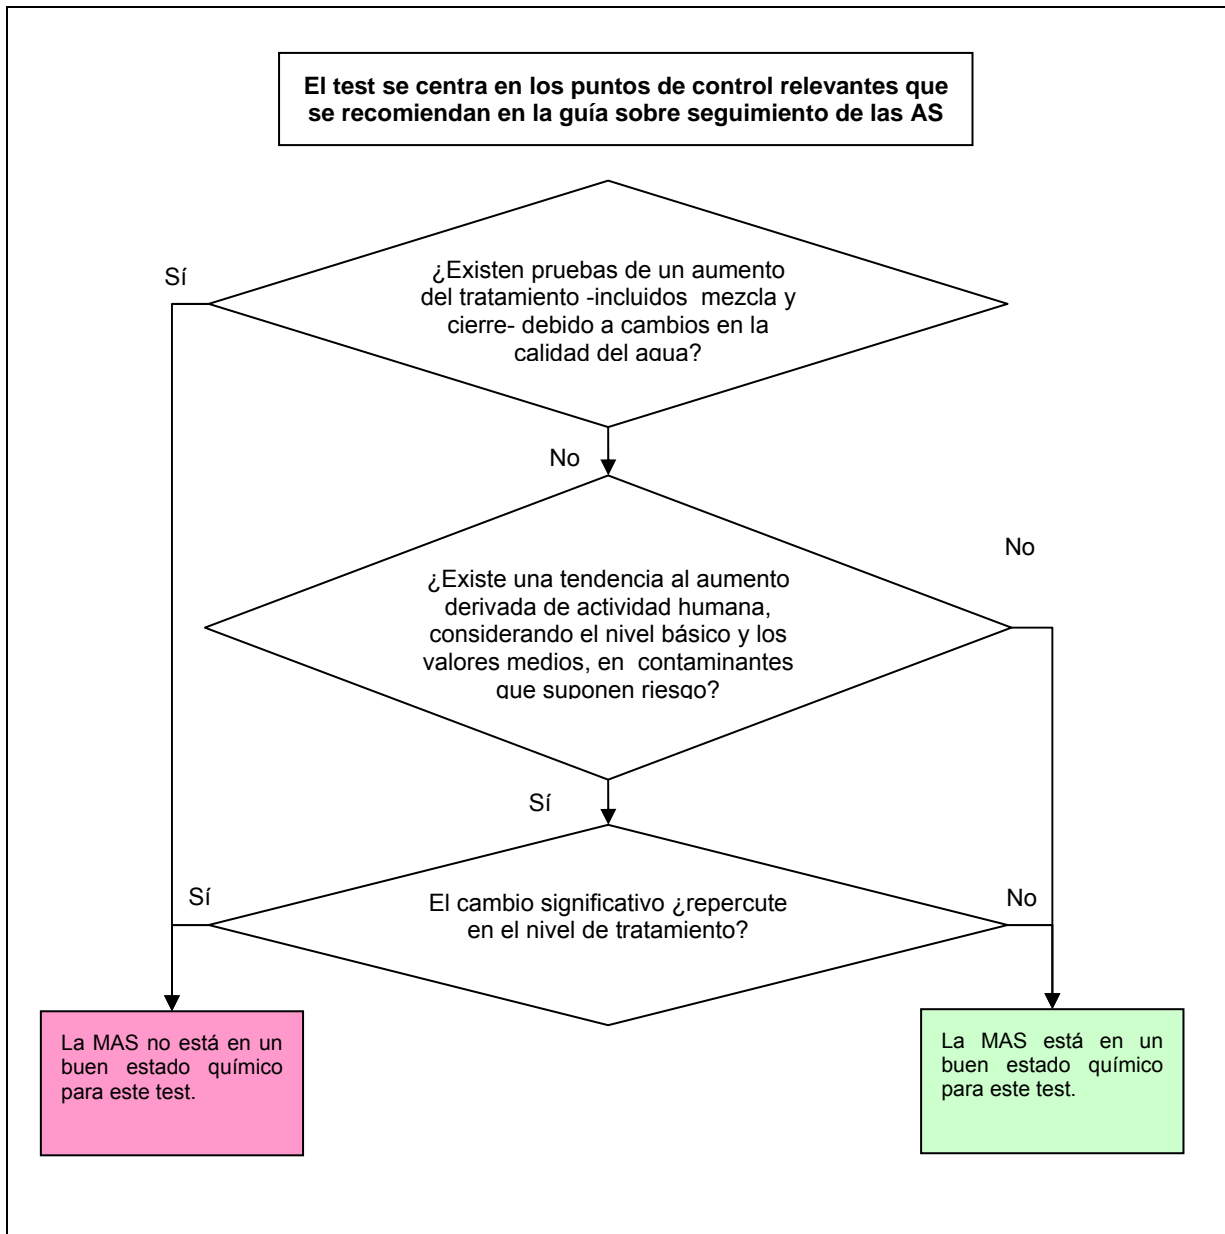 El test se centra en los puntos de control relevantes que
se recomiendan en la guía sobre seguimiento de las AS
Sí
¿Existen pruebas de un aumento
del tratamiento -incluidos mezcla y
cierre- debido a cambios en la
calidad del agua?
No
No
¿Existe una tendencia al aumento
derivada de actividad humana,
considerando el nivel básico y los
valores medios, en contaminantes
que suponen riesgo?
Sí
Sí
El cambio significativo ¿repercute
en el nivel de tratamiento?
No
La MAS no está en un
buen estado químico
para este test.
La MAS está en un
buen estado químico
para este test.